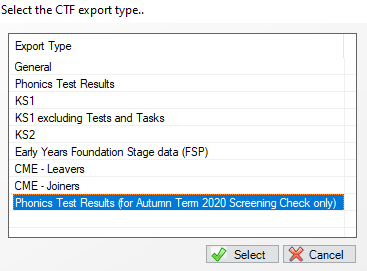 Select the CTF export type..
Export Type
General
Phonics Test Results
KS1
KS1 excluding Tests and Tasks
KS2
Early Years Foundation Stage data (FSP)
CME - Leavers
CME - Joiners
Phonics Test Results (for Autumn Term 2020 Screening Check only)
Select
Cancel